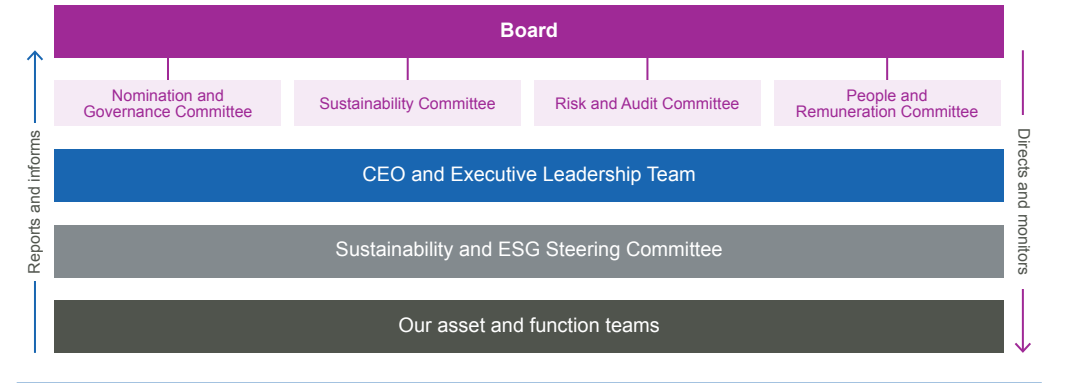 Board
Nomination and
Governance Committee
Sustainability Committee
Risk and Audit Committee
People and
Remuneration Committee
Reports and informs
Directs and monitors
CEO and Executive Leadership Team
Sustainability and ESG Steering Committee
Our asset and function teams